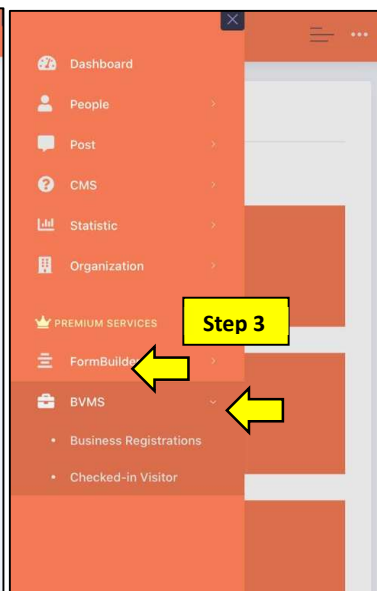 Dashboard
People
Post
CMS
Statistic
Organization
PREMIUM SERVICES
Step 3
FormBuilder
BVMS
Business Registrations
Checked-in Visitor